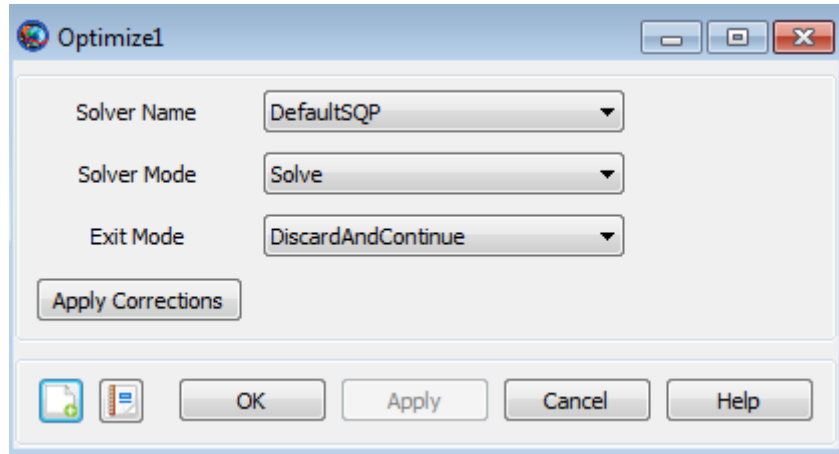 Optimize1
Solver Name DefaultSQP
Solver Mode Solve
Exit Mode DiscardAndContinue
Apply Corrections
OK Apply Cancel Help